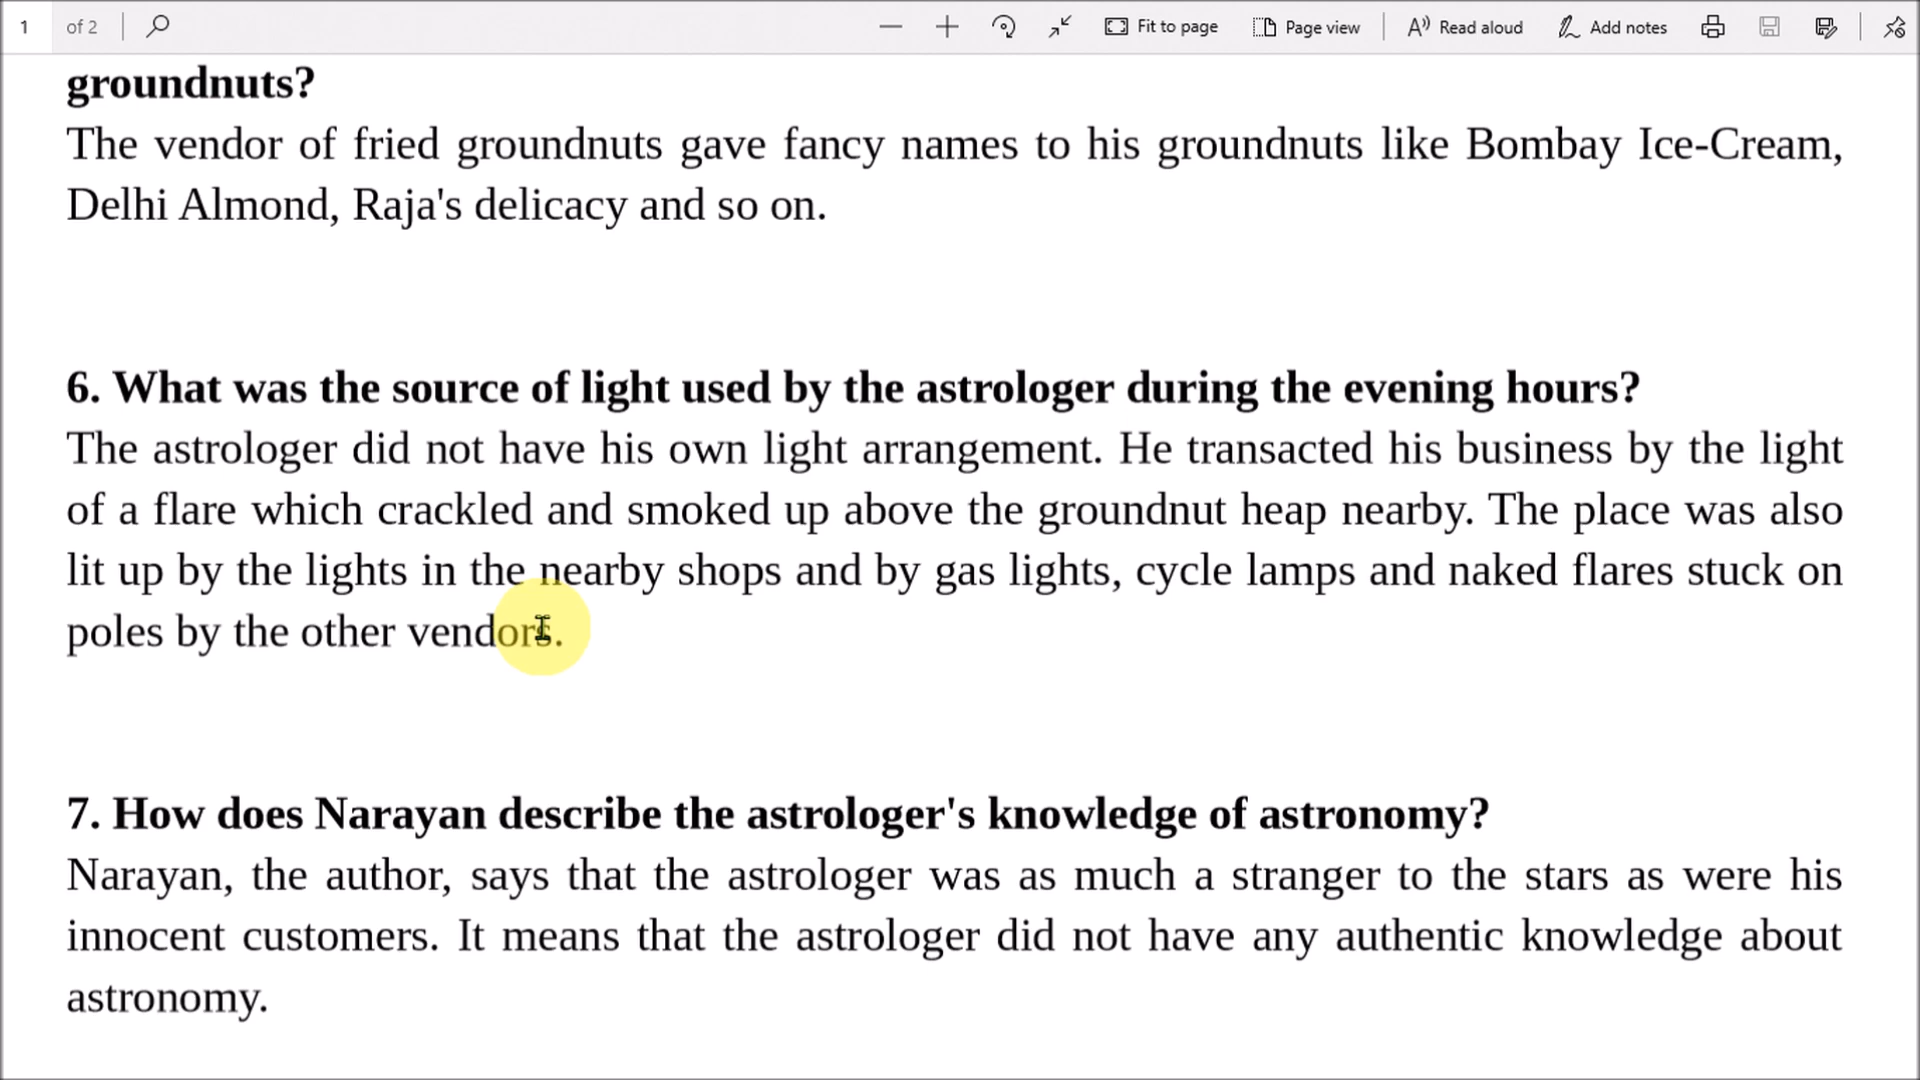 1 of 2 Fit to page Page view Read aloud Add notes
groundnuts?
The vendor of fried groundnuts gave fancy names to his groundnuts like Bombay Ice-Cream,
Delhi Almond, Raja's delicacy and so on.
6. What was the source of light used by the astrologer during the evening hours?
The astrologer did not have his own light arrangement. He transacted his business by the light
of a flare which crackled and smoked up above the groundnut heap nearby. The place was also
lit up by the lights in the nearby shops and by gas lights, cycle lamps and naked flares stuck on
poles by the other vendors.
7. How does Narayan describe the astrologer's knowledge of astronomy?
Narayan, the author, says that the astrologer was as much a stranger to the stars as were his
innocent customers. It means that the astrologer did not have any authentic knowledge about
astronomy.